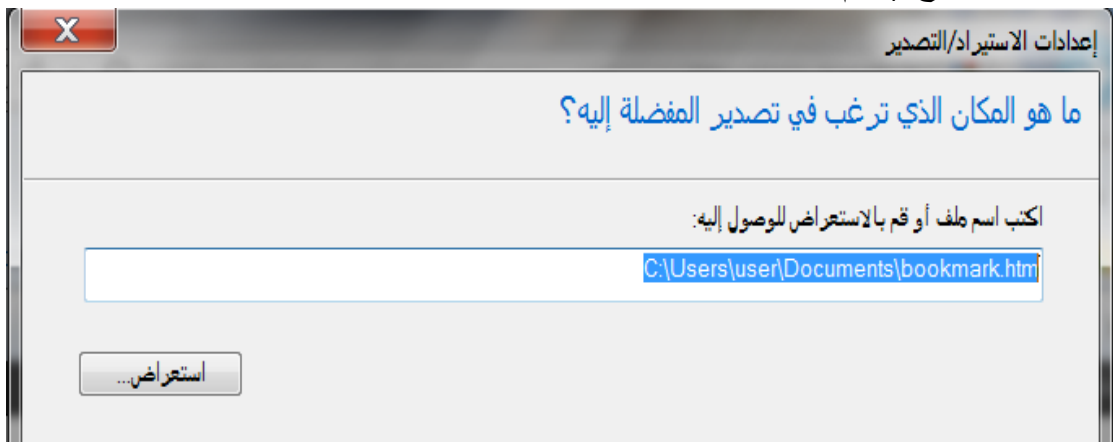 إعدادات الاستيراد/التصدير
ما هو المكان الذي ترغب في تصدير المفضلة إليه؟
اكتب اسم ملف أو قم بالاستعراض للوصول إليه:
C:\Users\user\Documents\bookmark.htm
استعراض...